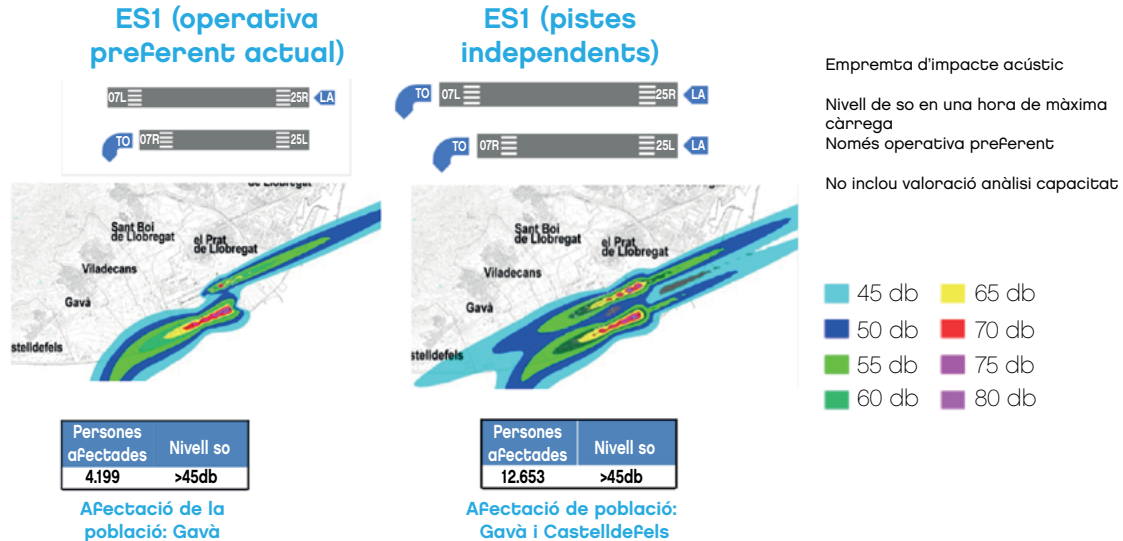 ES1 (operativa
preferent actual)
07L
25R
LA
TO
07R
25L
Sant Boi
de Llobregat
el Prat
de Llobregat
Viladecans
Gavà
stelldefels
Persones
afectades
Nivell so
4.199
>45db
Afectació de la
població: Gavà
ES1 (pistes
independents)
TO
07L
25R
LA
TO
07R
25L
LA
Sant Boi
de Llobregat
el Prat
de Llobregat
Viladecans
Gavà
stelldefels
Persones
afectades
Nivell so
12.653
>45db
Afectació de població:
Gavà i Castelldefels
Empremta d'impacte acústic
Nivell de so en una hora de màxima
càrrega
Només operativa preferent
No inclou valoració anàlisi capacitat
45 db
65 db
50 db
70 db
55 db
75 db
60 db
80 db